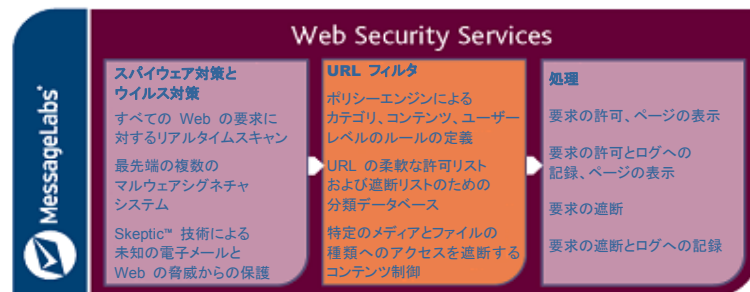 Web Security Services
MessageLabs
スパイウェア対策と
ウイルス対策
すべての Web の要求に
対するリアルタイムスキャン
最先端の複数の
マルウェアシグネチャ
システム
Skeptic™ 技術による
未知の電子メールと
Web の脅威からの保護
URL フィルタ
ポリシーエンジンによる
カテゴリ、コンテンツ、ユーザー
レベルのルールの定義
URL の柔軟な許可リスト
および遮断リストのための
分類データベース
特定のメディアとファイルの
種類へのアクセスを遮断する
コンテンツ制御
処理
要求の許可、ページの表示
要求の許可とログへの
記録、ページの表示
要求の遮断
要求の遮断とログへの記録